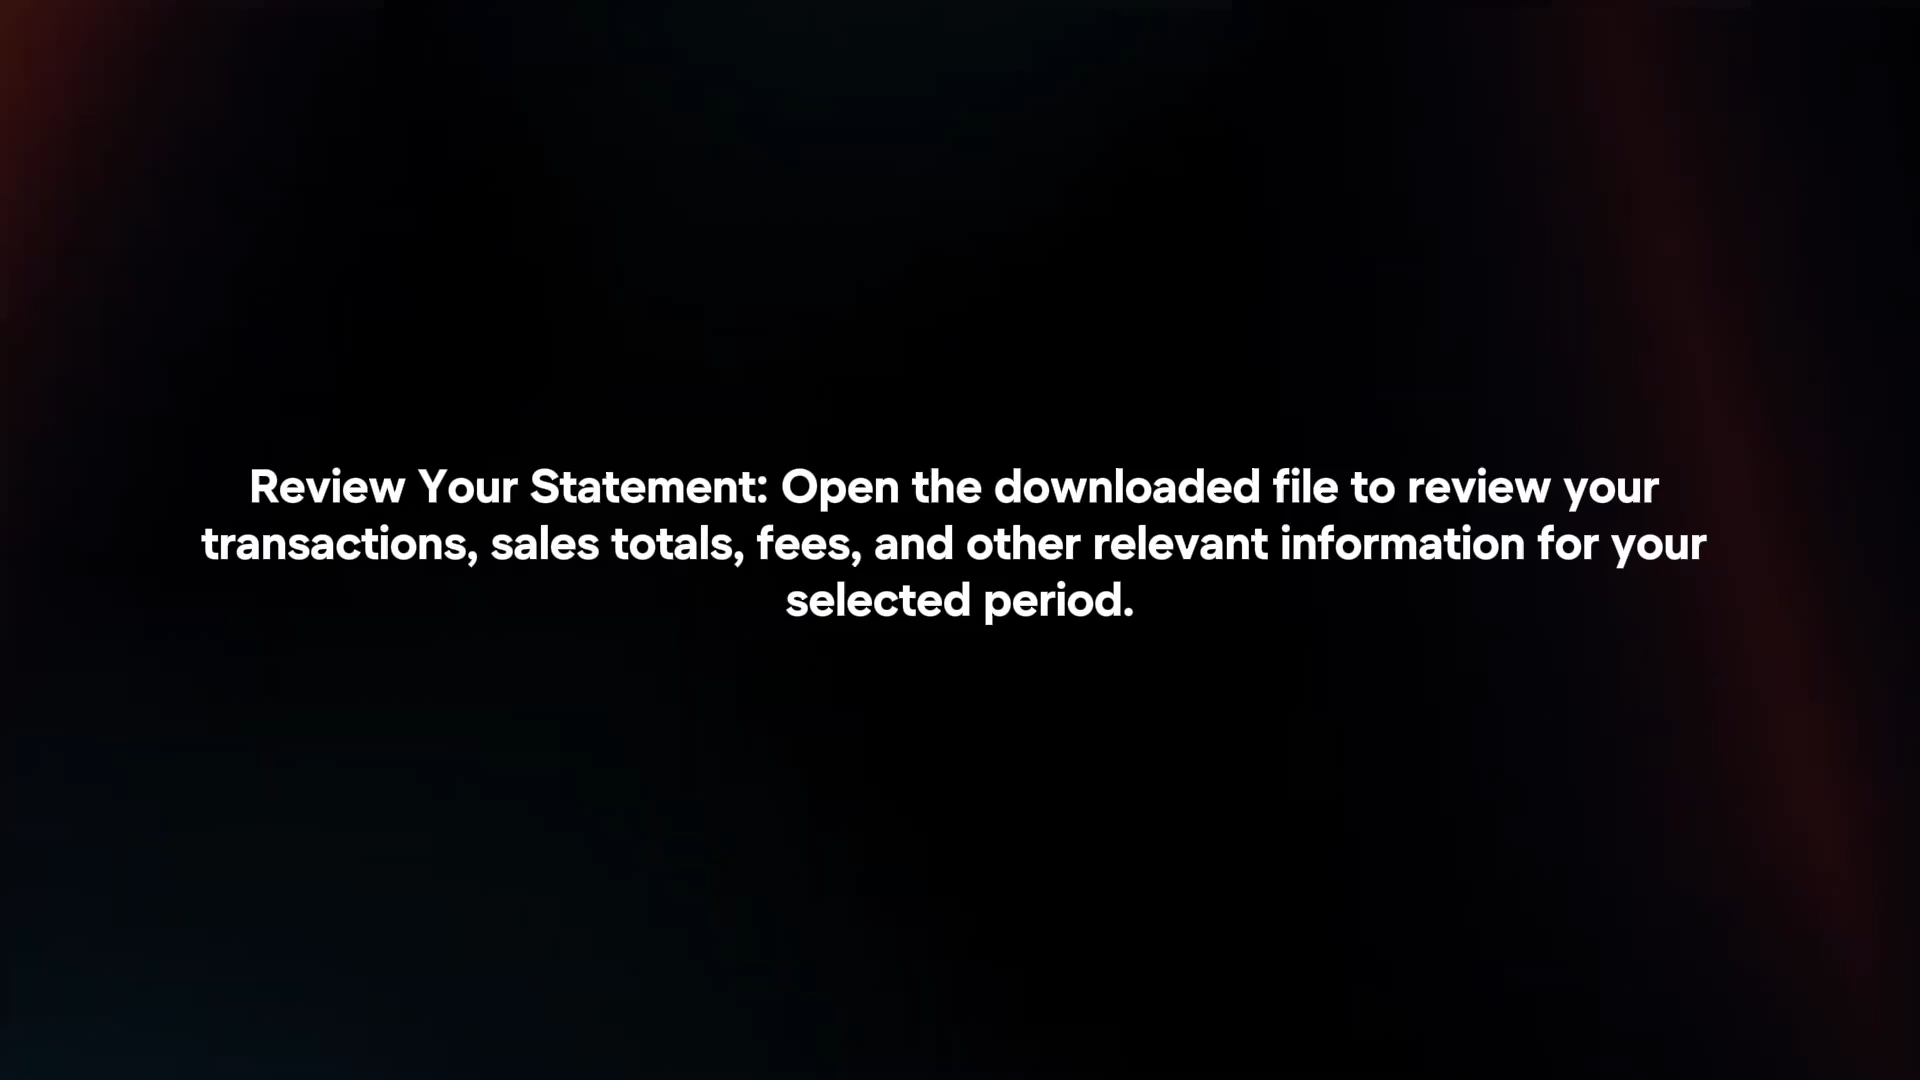 Review Your Statement: Open the downloaded file to review your
transactions, sales totals, fees, and other relevant information for your
selected period.